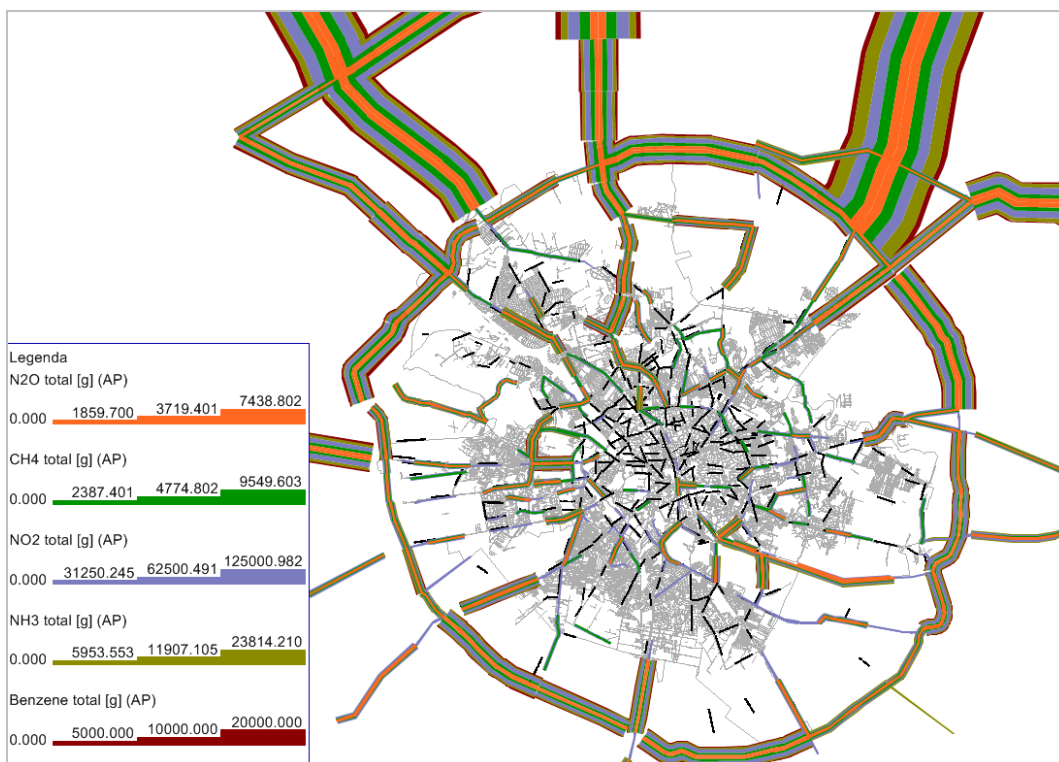 Legenda
N2O total [g] (AP)
0.000 1859.700 3719.401 7438.802
CH4 total [g] (AP)
0.000 2387.401 4774.802 9549.603
NO2 total [g] (AP)
0.000 31250.245 62500.491 125000.982
NH3 total [g] (AP)
0.000 5953.553 11907.105 23814.210
Benzene total [g] (AP)
0.000 5000.000 10000.000 20000.000